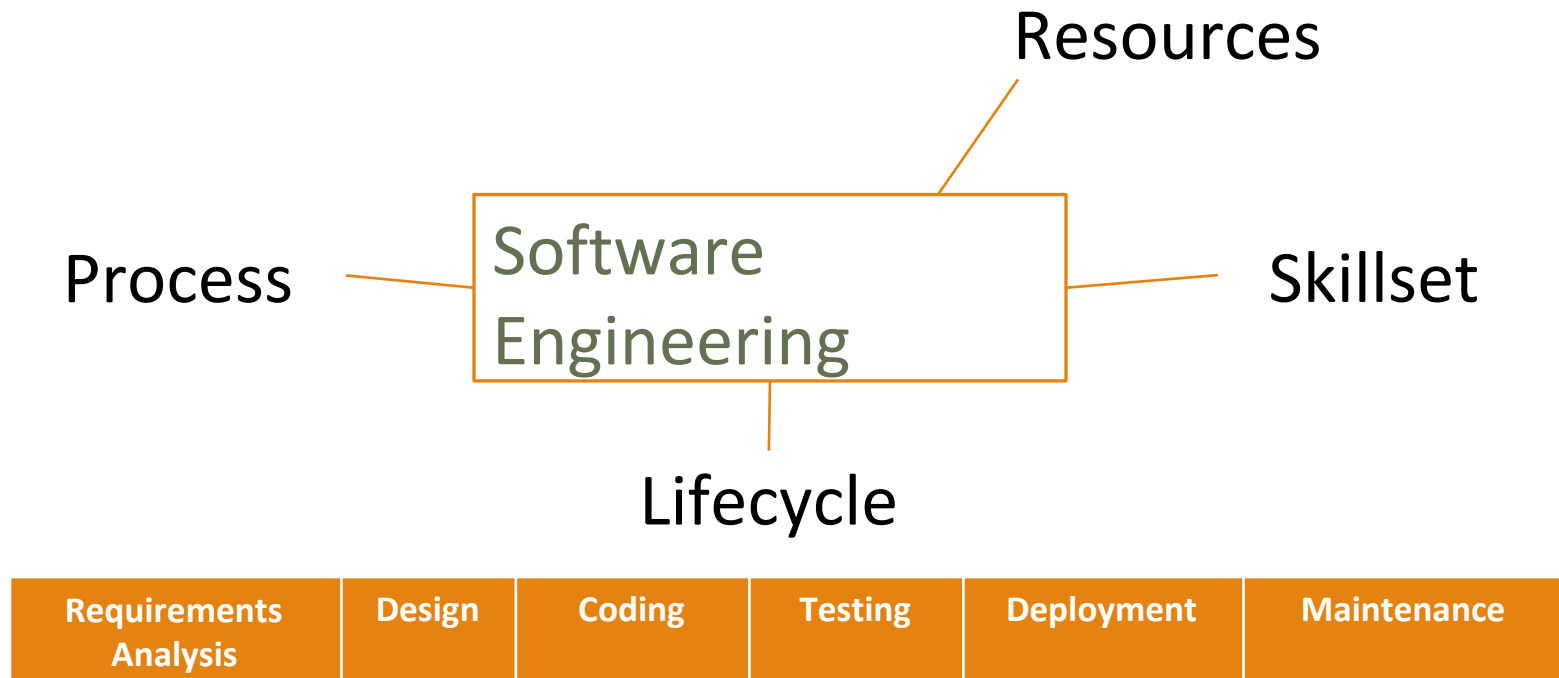 Resources
Software
Engineering
Process
Skillset
Lifecycle
Requirements
Analysis
Design
Coding
Testing
Deployment
Maintenance